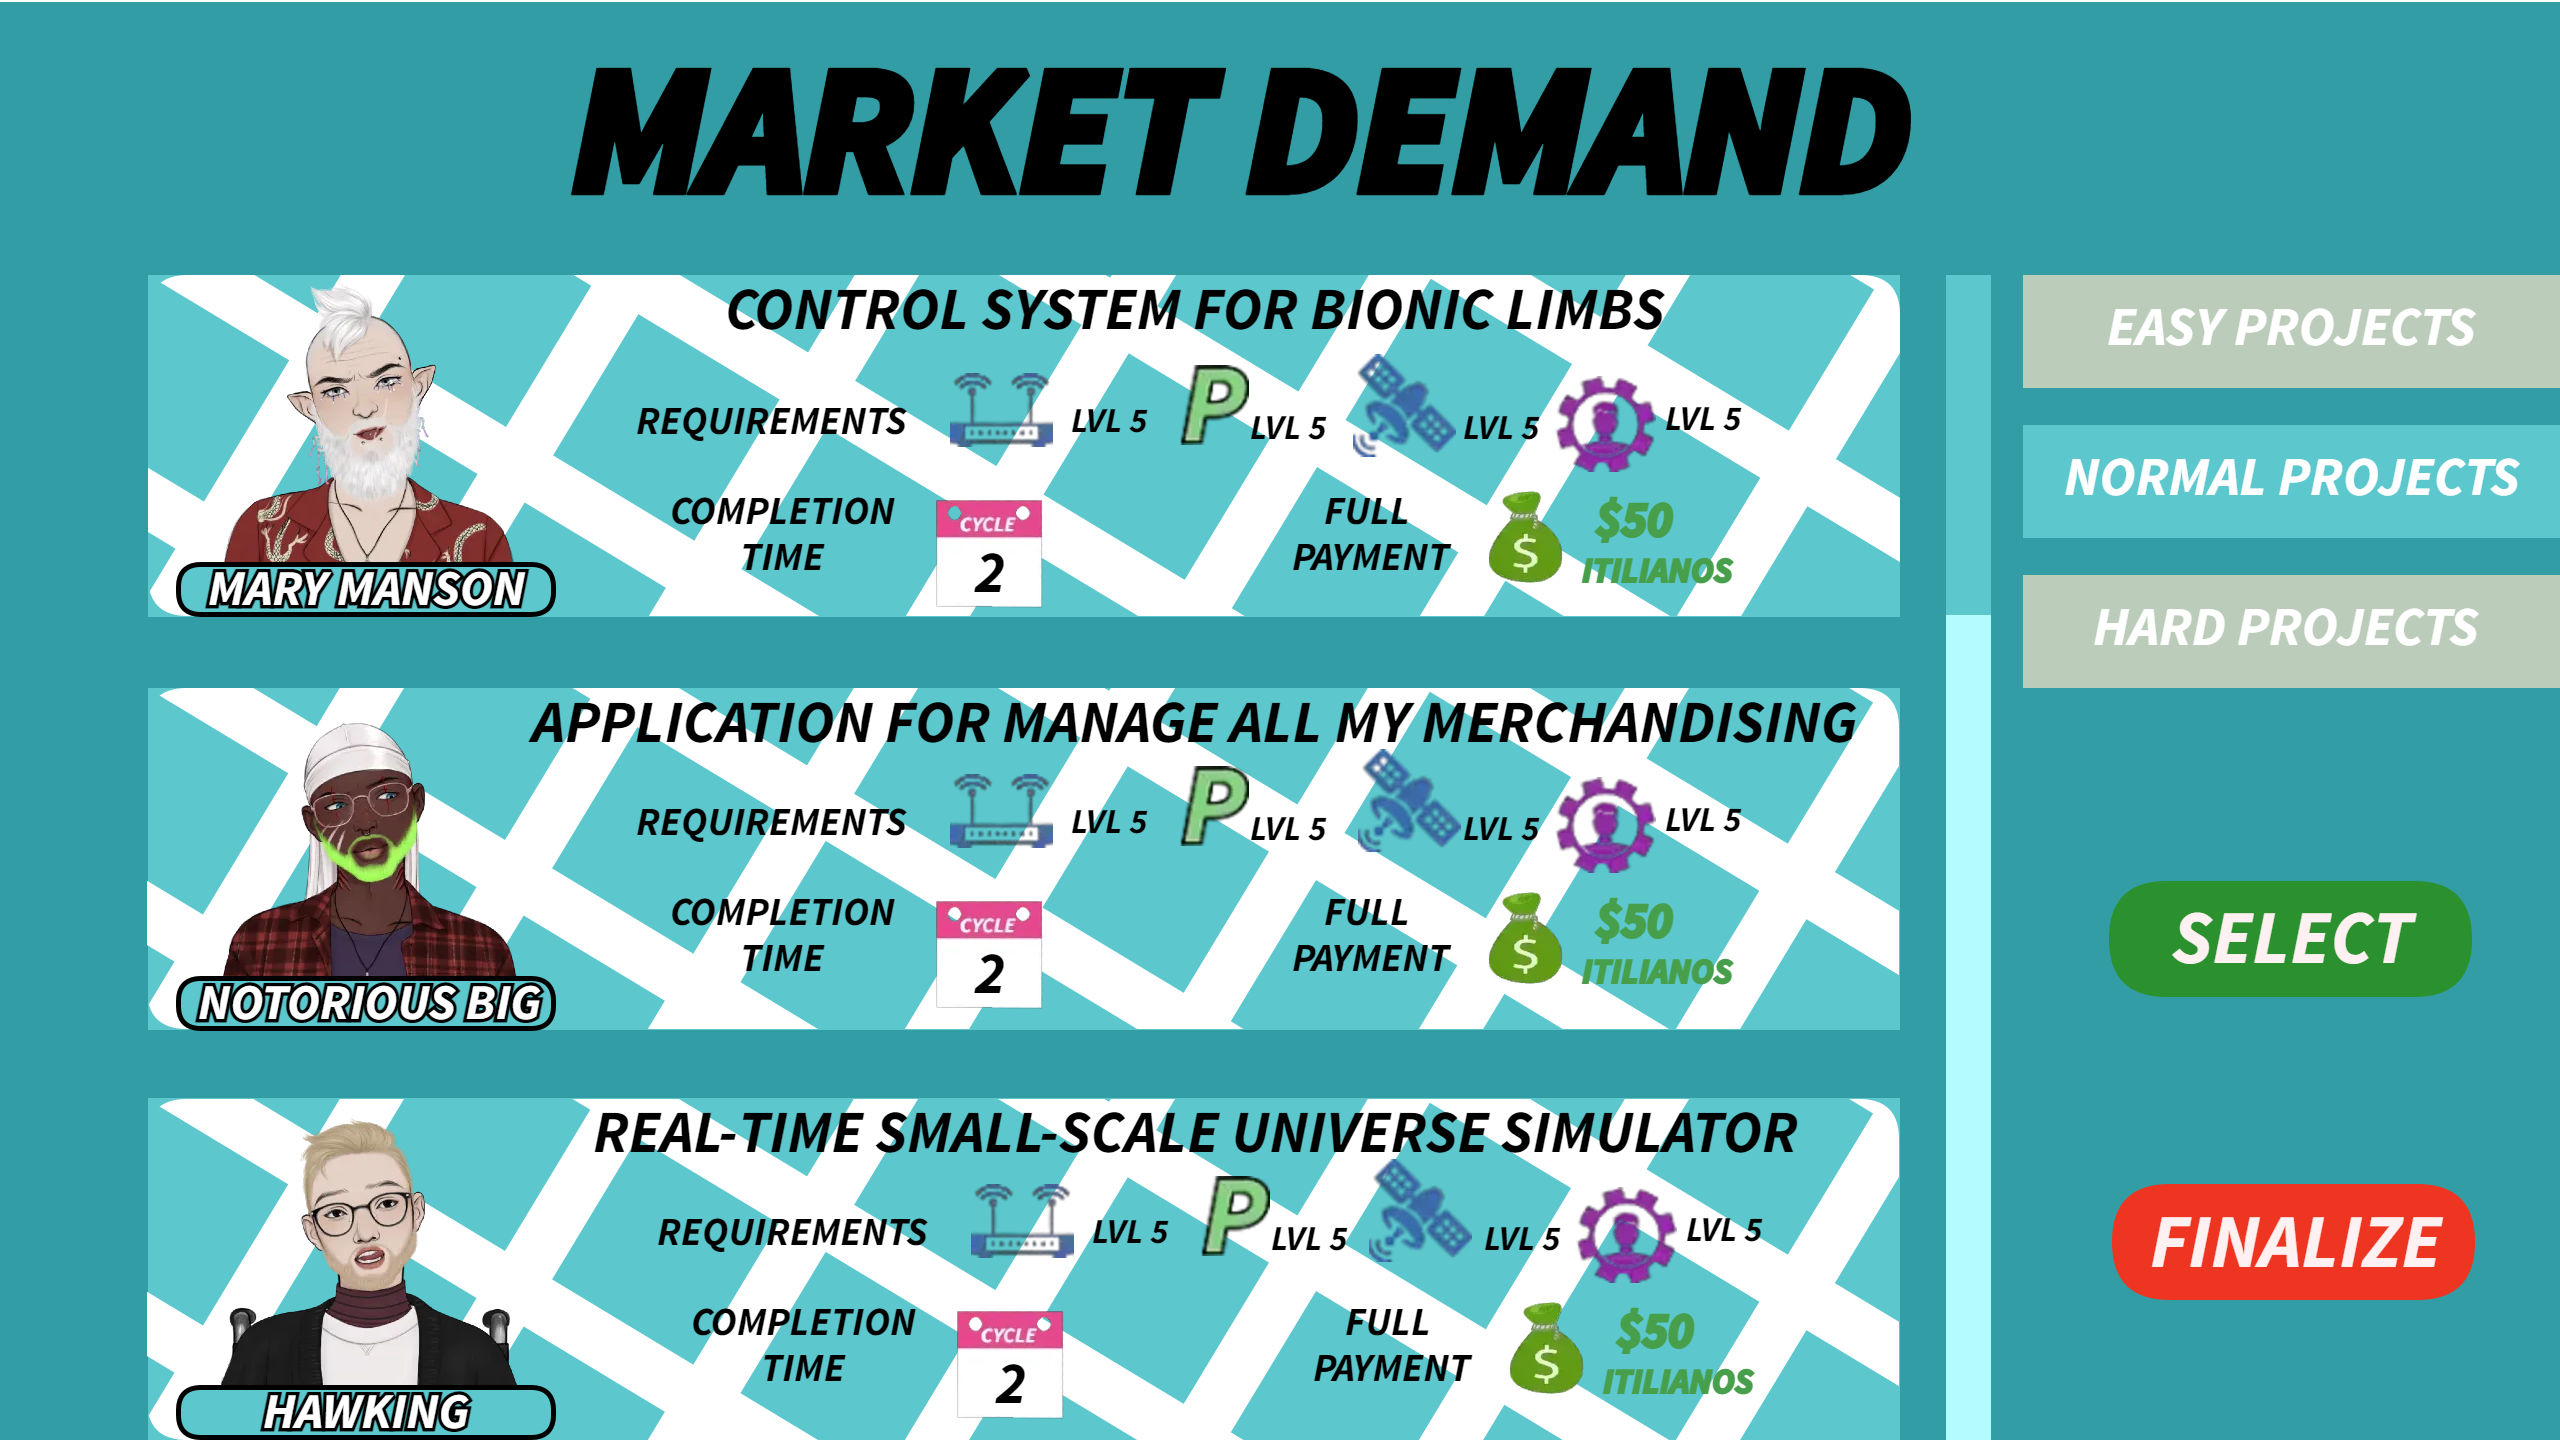 MARKET DEMAND
CONTROL SYSTEM FOR BIONIC LIMBS
REQUIREMENTS LVL 5 P LVL 5 LVL 5 LVL 5
COMPLETION
TIME
CYCLE
2
FULL
PAYMENT
$
$50
ITILIANOS
MARY MANSON
APPLICATION FOR MANAGE ALL MY MERCHANDISING
REQUIREMENTS LVL 5 P LVL 5 LVL 5 LVL 5
COMPLETION
TIME
CYCLE
2
FULL
PAYMENT
$
$50
ITILIANOS
NOTORIOUS BIG
REAL-TIME SMALL-SCALE UNIVERSE SIMULATOR
REQUIREMENTS LVL 5 P LVL 5 LVL 5 LVL 5
COMPLETION
TIME
CYCLE
2
FULL
PAYMENT
$
$50
ITILIANOS
HAWKING
EASY PROJECTS
NORMAL PROJECTS
HARD PROJECTS
SELECT
FINALIZE